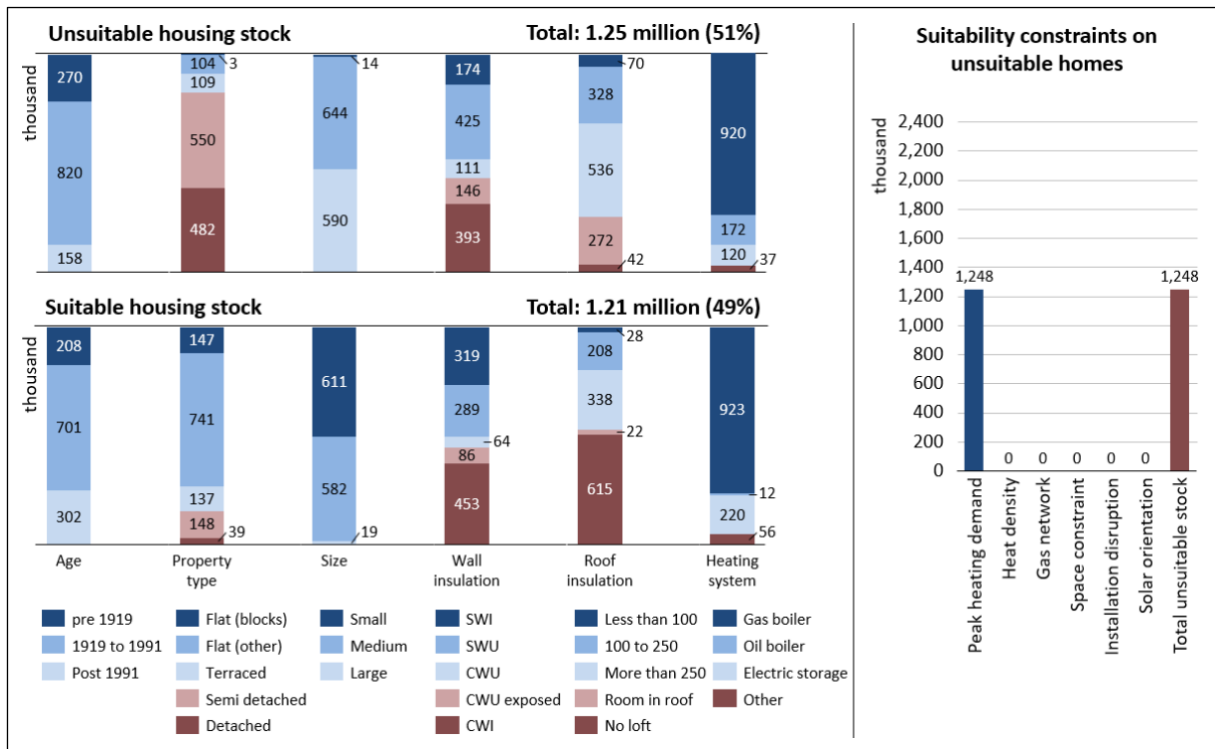 Unsuitable housing stock
Total: 1.25 million (51%)
thousand
270
820
158
104
3
109
550
482
14
644
590
174
425
111
146
393
70
328
536
272
42
920
172
120
37
Suitable housing stock
Total: 1.21 million (49%)
thousand
208
701
302
147
741
137
148
39
611
582
19
319
289
64
86
453
28
208
338
22
615
923
12
220
56
Age
Property
type
Size
Wall
insulation
Roof
insulation
Heating
system
pre 1919
1919 to 1991
Post 1991
Flat (blocks)
Flat (other)
Terraced
Semi detached
Detached
Small
Medium
Large
SWI
SWU
CWU
CWU exposed
CWI
Less than 100
100 to 250
More than 250
Room in roof
No loft
Gas boiler
Oil boiler
Electric storage
Other
Suitability constraints on
unsuitable homes
thousand
2,400
2,200
2,000
1,800
1,600
1,400
1,200
1,000
800
600
400
200
0
1,248
0
0
0
0
0
1,248
Peak heating demand
Heat density
Gas network
Space constraint
Installation disruption
Solar orientation
Total unsuitable stock